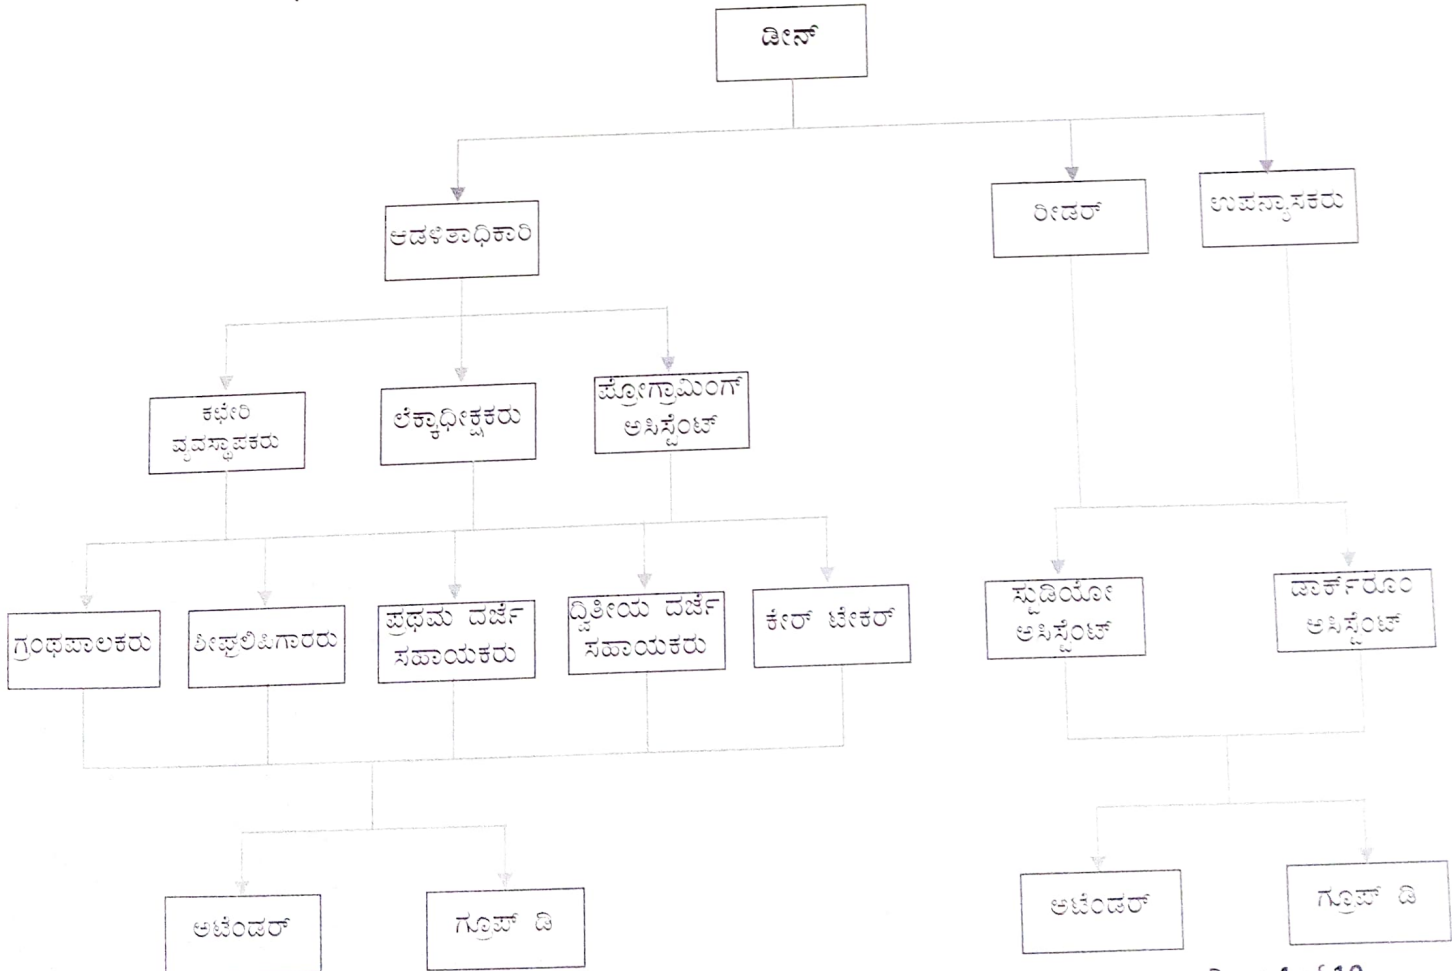 ಡೀನ್
ಆಡಳಿತಾಧಿಕಾರಿ
ರೀಡರ್
ಉಪನ್ಯಾಸಕರು
ಕಛೇರಿ
ವ್ಯವಸ್ಥಾಪಕರು
ಲೆಕ್ಕಾಧೀಕ್ಷಕರು
ಪ್ರೋಗ್ರಾಮಿಂಗ್
ಅಸಿಸ್ಟೆಂಟ್
ಗ್ರಂಥಪಾಲಕರು
ಶೀಘ್ರಲಿಪಿಗಾರರು
ಪ್ರಥಮ ದರ್ಜೆ
ಸಹಾಯಕರು
ದ್ವಿತೀಯ ದರ್ಜೆ
ಸಹಾಯಕರು
ಕೇರ್ ಟೇಕರ್
ಸ್ಟುಡಿಯೋ
ಅಸಿಸ್ಟೆಂಟ್
ಡಾರ್ಕ್‌ರೂಂ
ಅಸಿಸ್ಟೆಂಟ್
ಅಟೆಂಡರ್
ಗ್ರೂಪ್ ಡಿ
ಅಟೆಂಡರ್
ಗ್ರೂಪ್ ಡಿ